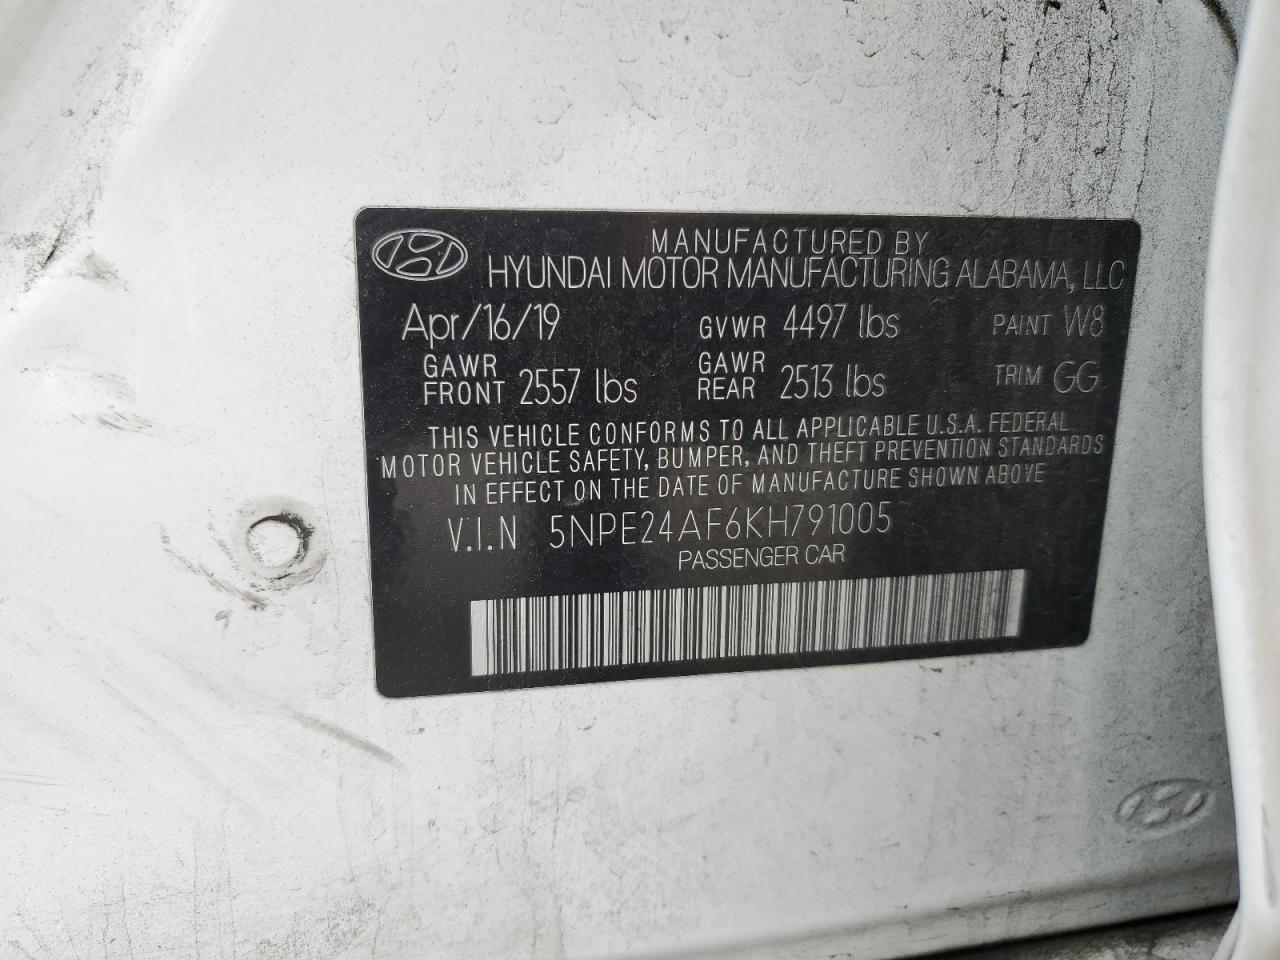 MANUFACTURED BY
HYUNDAI MOTOR MANUFACTURING ALABAMA, LLC
Apr/16/19 GVWR 4497 lbs PAINT W8
GAWR FRONT 2557 lbs GAWR REAR 2513 lbs TRIM GG
THIS VEHICLE CONFORMS TO ALL APPLICABLE U.S.A. FEDERAL
MOTOR VEHICLE SAFETY, BUMPER, AND THEFT PREVENTION STANDARDS
IN EFFECT ON THE DATE OF MANUFACTURE SHOWN ABOVE
V.I.N 5NPE24AF6KH791005
PASSENGER CAR